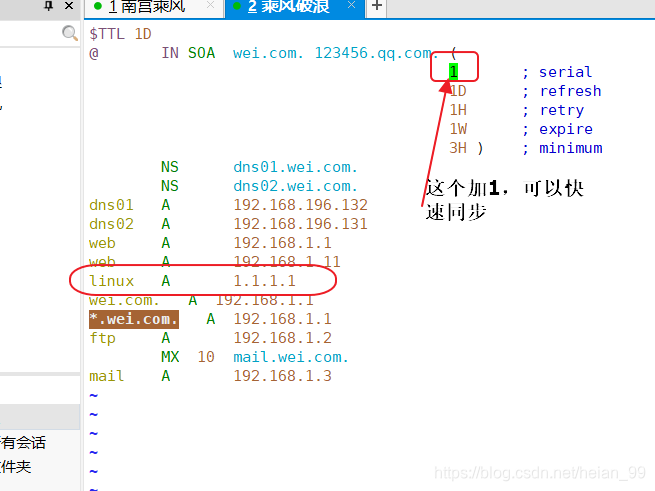 1 南宫乘风
2 乘风破浪
$TTL 1D
@ IN SOA wei.com. 123456.qq.com. (
1 ; serial
1D ; refresh
1H ; retry
1W ; expire
3H ) ; minimum
NS dns01.wei.com.
NS dns02.wei.com.
这个加1，可以快
速同步
dns01 A 192.168.196.132
dns02 A 192.168.196.131
web A 192.168.1.1
web A 192.168.1.11
linux A 1.1.1.1
wei.com. A 192.168.1.1
*.wei.com. A 192.168.1.1
ftp A 192.168.1.2
MX 10 mail.wei.com.
mail A 192.168.1.3
~
~
~
~
~
~
有会话
文件夹
https://blog.csdn.net/heian_99